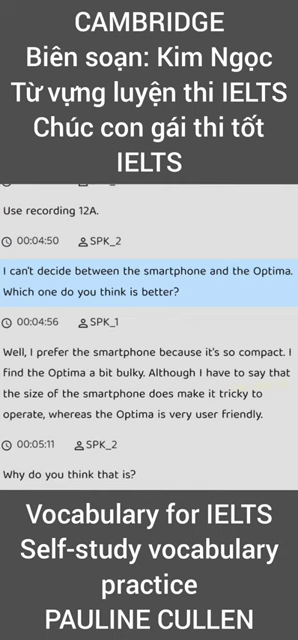 CAMBRIDGE
Biên soạn: Kim Ngọc
Từ vựng luyện thi IELTS
Chúc con gái thi tốt
IELTS
Use recording 12A.
00:04:50 SPK_2
I can't decide between the smartphone and the Optima.
Which one do you think is better?
00:04:56 SPK_1
Well, I prefer the smartphone because it's so compact. I
find the Optima a bit bulky. Although I have to say that
the size of the smartphone does make it tricky to
operate, whereas the Optima is very user friendly.
00:05:11 SPK_2
Why do you think that is?
Vocabulary for IELTS
Self-study vocabulary
practice
PAULINE CULLEN